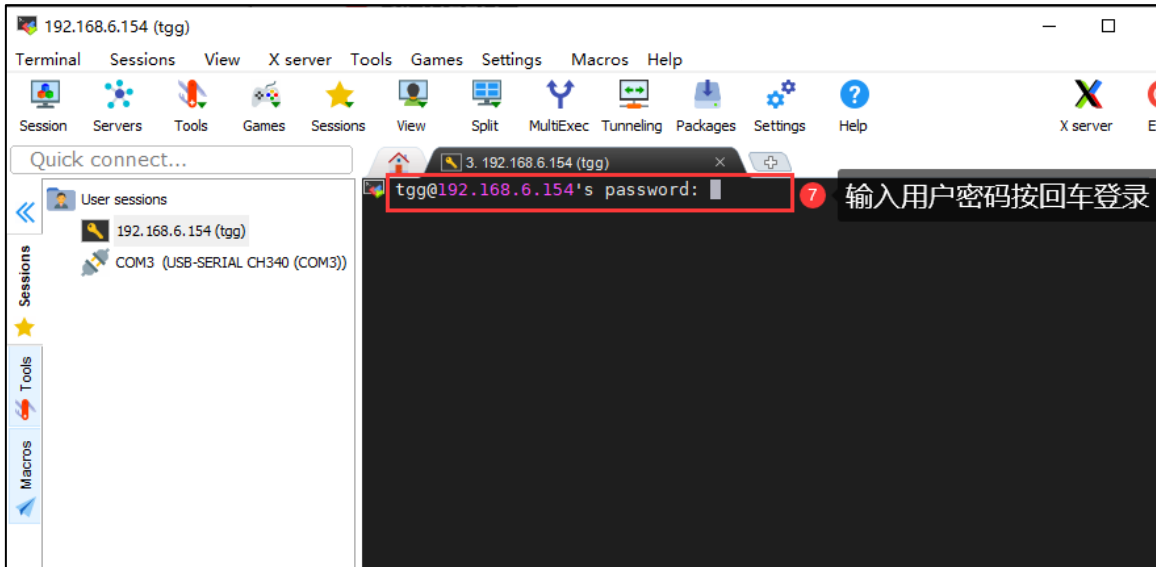 192.168.6.154 (tgg)
Terminal Sessions View X server Tools Games Settings Macros Help
Session Servers Tools Games Sessions View Split MultiExec Tunneling Packages Settings Help X server
Quick connect...
3. 192.168.6.154 (tgg)
User sessions
192.168.6.154 (tgg)
COM3 (USB-SERIAL CH340 (COM3))
tgg@192.168.6.154's password:
7 输入用户密码按回车登录
Sessions
Tools
Macros